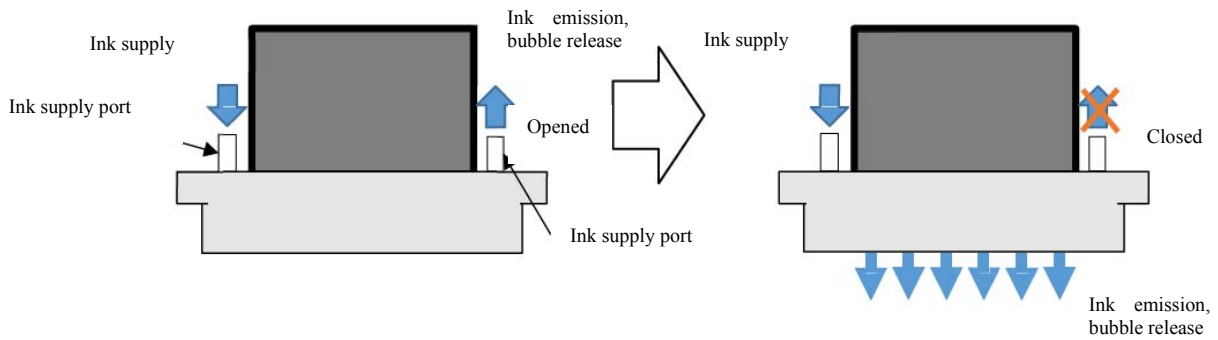 Ink supply
Ink supply port
Ink emission,
bubble release
Opened
Ink supply port
Ink supply
Closed
Ink emission,
bubble release